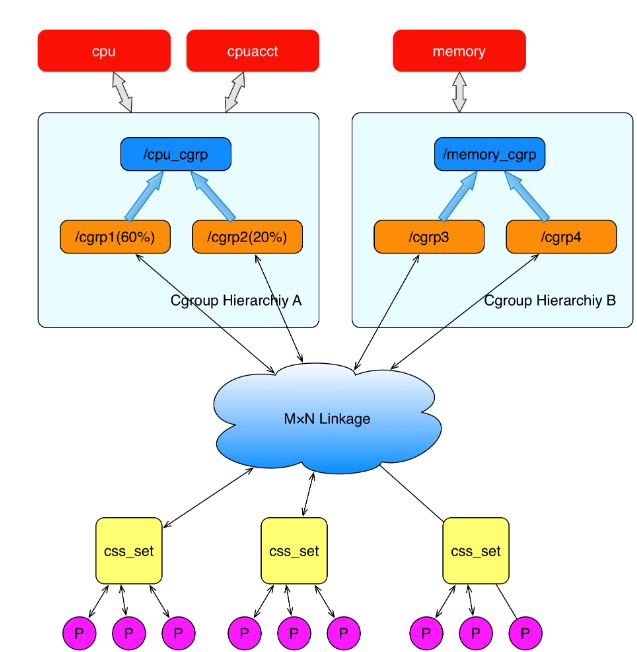 cpu
cpuacct
memory
/cpu_cgrp
/memory_cgrp
/cgrp1(60%)
/cgrp2(20%)
/cgrp3
/cgrp4
Cgroup Hierarchiy A
Cgroup Hierarchiy B
M×N Linkage
css_set
css_set
css_set
P
P
P
P
P
P
P
P
P